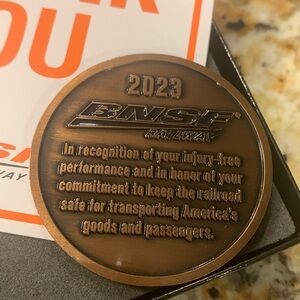 OU
2023
BNSF
RAILWAY
In recognition of your injury-free
performance and in honor of your
commitment to keep the railroad
safe for transporting America's
goods and passengers.